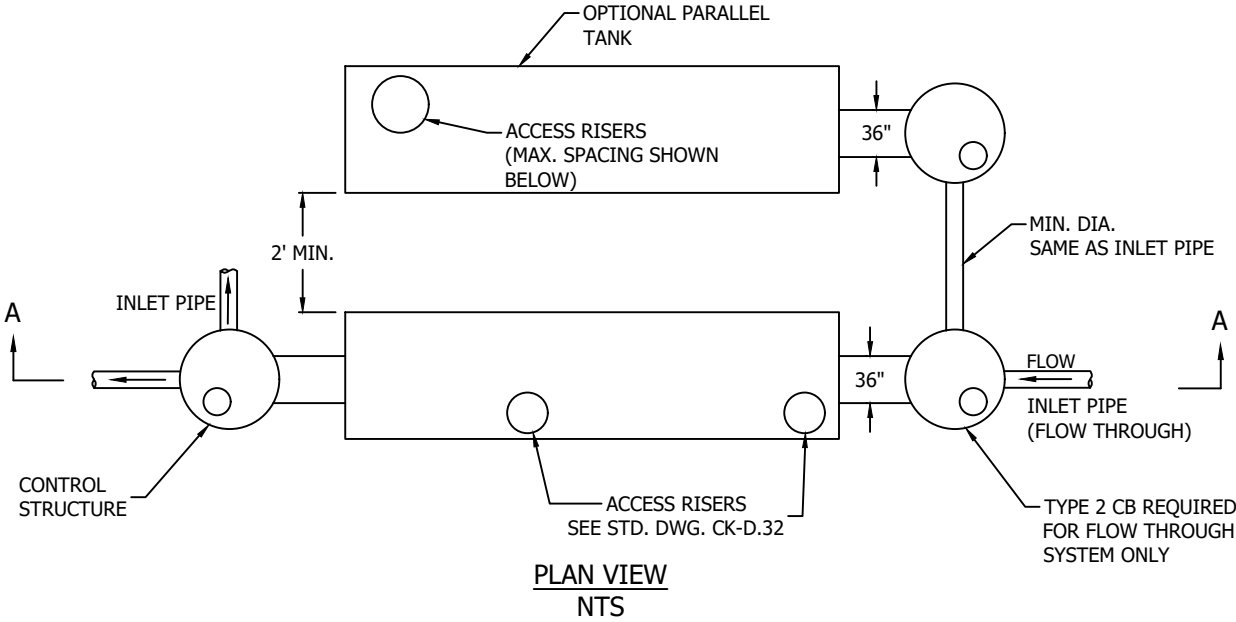 OPTIONAL PARALLEL
TANK
ACCESS RISERS
(MAX. SPACING SHOWN
BELOW)
36"
2' MIN.
MIN. DIA.
SAME AS INLET PIPE
INLET PIPE
A
A
36"
FLOW
INLET PIPE
(FLOW THROUGH)
CONTROL
STRUCTURE
ACCESS RISERS
SEE STD. DWG. CK-D.32
TYPE 2 CB REQUIRED
FOR FLOW THROUGH
SYSTEM ONLY
PLAN VIEW
NTS